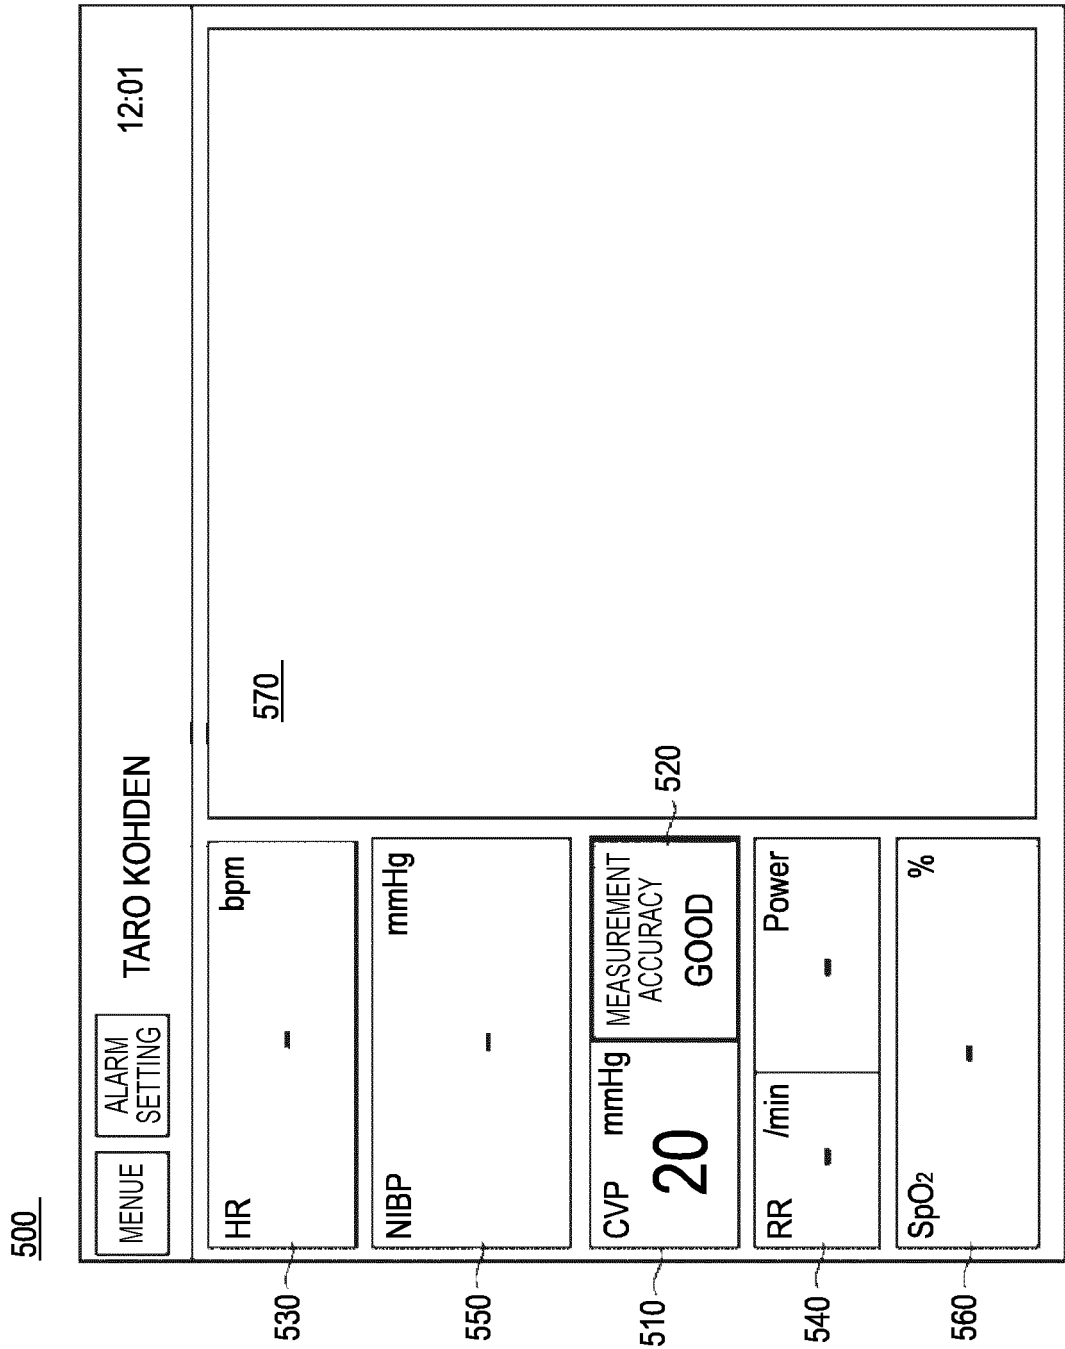 500
MENUE
ALARM
SETTING
TARO KOHDEN
12:01
530
HR
bpm
-
550
NIBP
mmHg
-
510
CVP
mmHg
20
MEASUREMENT
ACCURACY
GOOD
520
540
RR
/min
-
Power
-
560
SpO2
%
-
570